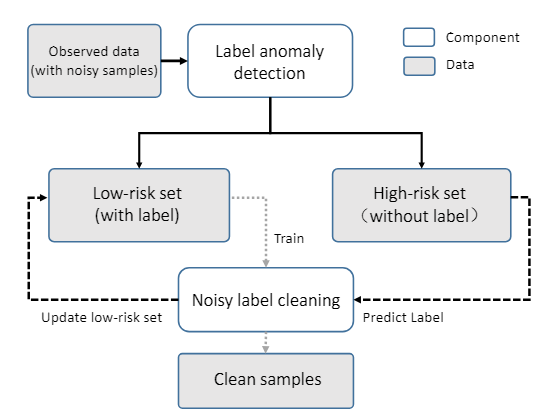 Observed data
(with noisy samples)
Label anomaly
detection
Component
Data
Low-risk set
(with label)
High-risk set
（without label）
Train
Noisy label cleaning
Update low-risk set
Predict Label
Clean samples